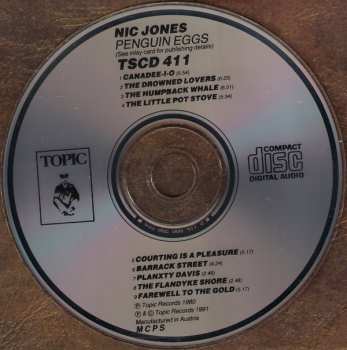 NIC JONES
PENGUIN EGGS
(See inlay card for publishing details)
TSCD 411
1 CANADEE-I-O (5.54)
2 THE DROWNED LOVERS (6.25)
3 THE HUMPBACK WHALE (6.01)
4 THE LITTLE POT STOVE (5.34)
TOPIC
COMPACT
disc
DIGITAL AUDIO
5 COURTING IS A PLEASURE (5.17)
6 BARRACK STREET (4.24)
7 PLANXTY DAVIS (2.46)
8 THE FLANDYKE SHORE (2.48)
9 FAREWELL TO THE GOLD (5.17)
℗ Topic Records 1980
℗ & © Topic Records 1991
Manufactured in Austria
MCPS